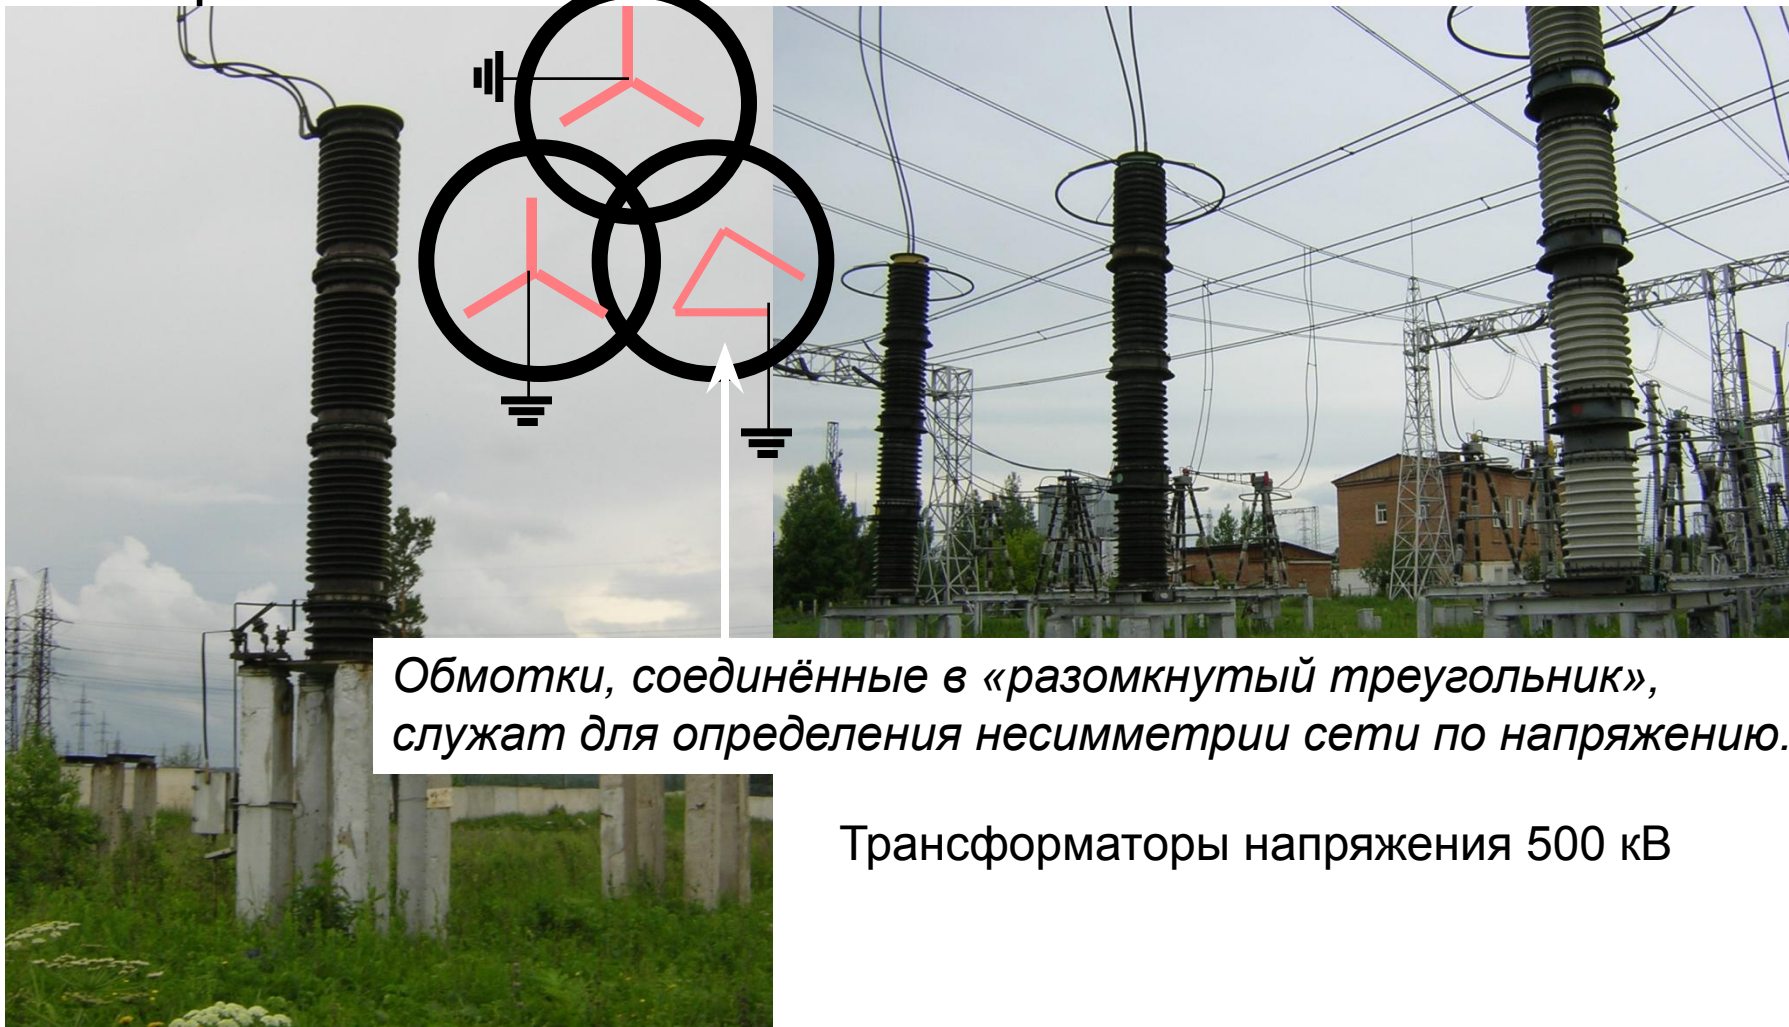 Обмотки, соединённые в «разомкнутый треугольник»,
служат для определения несимметрии сети по напряжению.
Трансформаторы напряжения 500 кВ